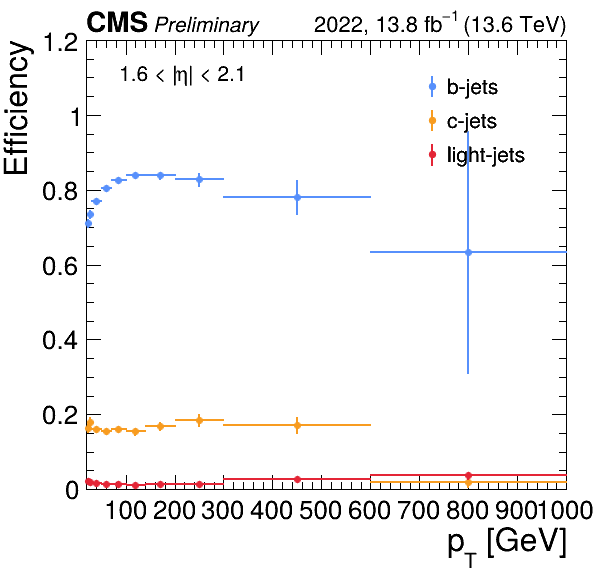 CMS Preliminary 2022, 13.8 fb⁻¹ (13.6 TeV)
1.6 < |η| < 2.1
b-jets
c-jets
light-jets
Efficiency
1.2
1
0.8
0.6
0.4
0.2
0
100 200 300 400 500 600 700 800 900 1000
p_T [GeV]